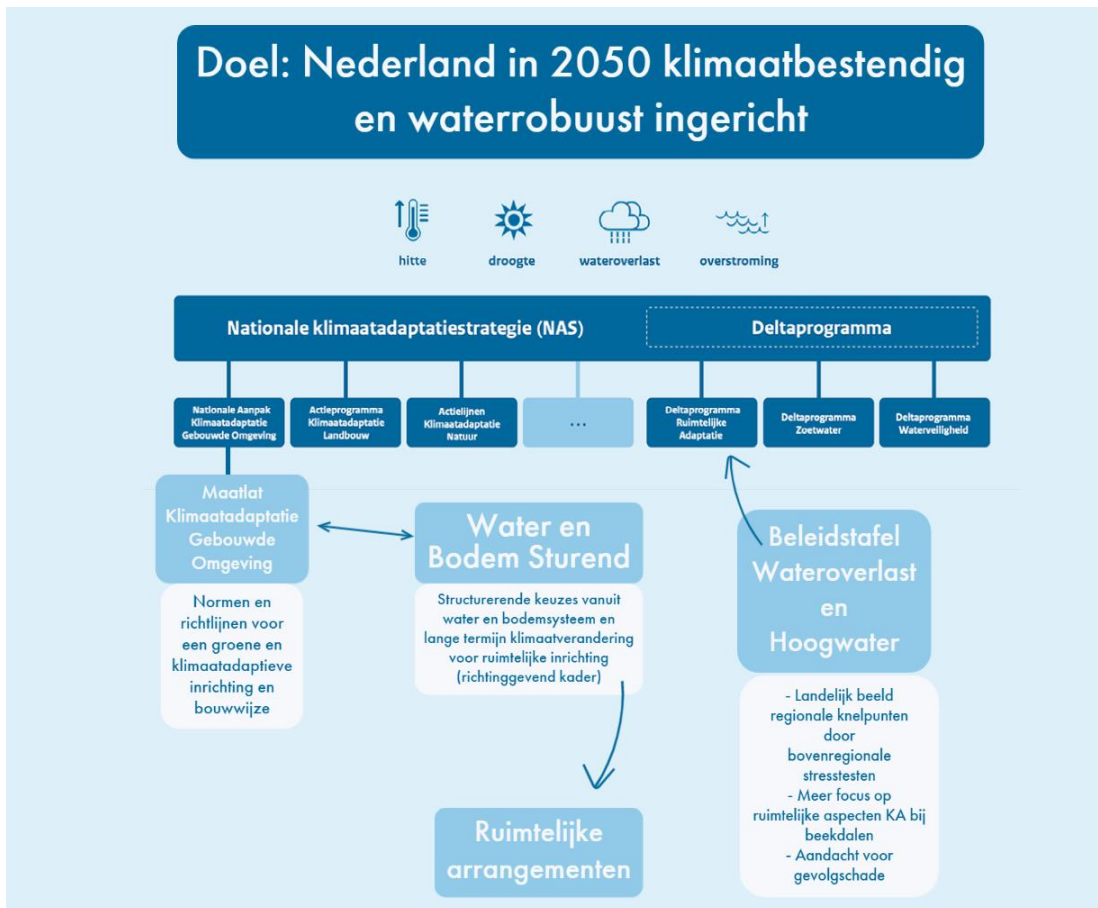 Doel: Nederland in 2050 klimaatbestendig
en waterrobuust ingericht
hitte
droogte
wateroverlast
overstroming
Nationale klimaatadaptatiestrategie (NAS)
Deltaprogramma
Nationale Aanpak
Klimaatadaptatie
Gebouwde Omgeving
Actieprogramma
Klimaatadaptatie
Landbouw
Actielijnen
Klimaatadaptatie
Natuur
...
Deltaprogramma
Ruimtelijke
Adaptatie
Deltaprogramma
Zoetwater
Deltaprogramma
Waterveiligheid
Maatlat
Klimaatadaptatie
Gebouwde
Omgeving
Normen en
richtlijnen voor
een groene en
klimaatadaptieve
inrichting en
bouwwijze
Water en
Bodem Sturend
Structurerende keuzes vanuit
water en bodemsysteem en
lange termijn klimaatverandering
voor ruimtelijke inrichting
(richtinggevend kader)
Ruimtelijke
arrangementen
Beleidstafel
Wateroverlast
en
Hoogwater
- Landelijk beeld
regionale knelpunten
door
bovenregionale
stresstesten
- Meer focus op
ruimtelijke aspecten KA bij
beekdalen
- Aandacht voor
gevolgschade